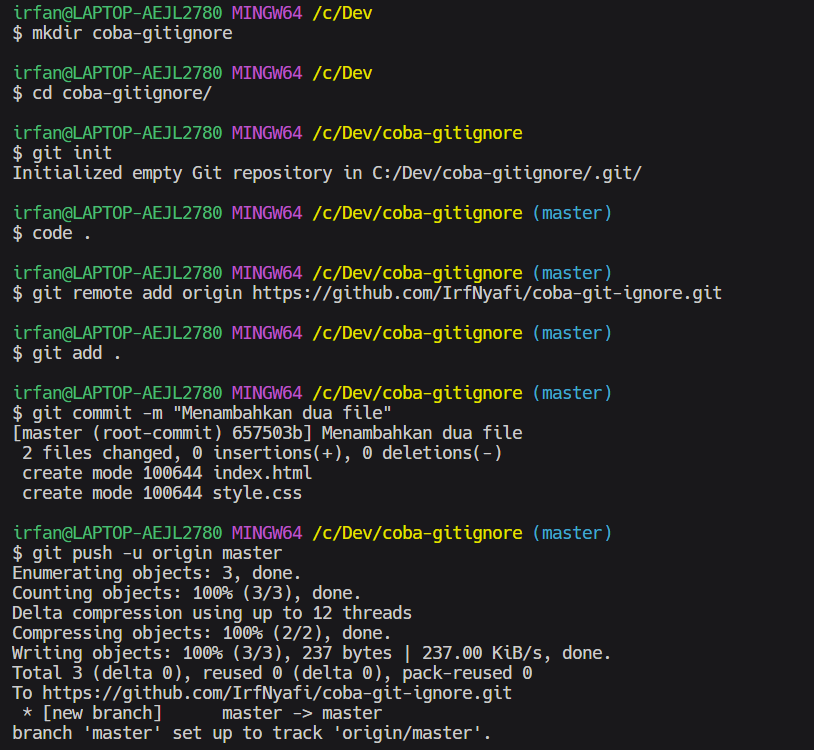 irfan@LAPTOP-AEJL2780 MINGW64 /c/Dev
$ mkdir coba-gitignore
irfan@LAPTOP-AEJL2780 MINGW64 /c/Dev
$ cd coba-gitignore/
irfan@LAPTOP-AEJL2780 MINGW64 /c/Dev/coba-gitignore
$ git init
Initialized empty Git repository in C:/Dev/coba-gitignore/.git/
irfan@LAPTOP-AEJL2780 MINGW64 /c/Dev/coba-gitignore (master)
$ code .
irfan@LAPTOP-AEJL2780 MINGW64 /c/Dev/coba-gitignore (master)
$ git remote add origin https://github.com/IrfNyafi/coba-git-ignore.git
irfan@LAPTOP-AEJL2780 MINGW64 /c/Dev/coba-gitignore (master)
$ git add .
irfan@LAPTOP-AEJL2780 MINGW64 /c/Dev/coba-gitignore (master)
$ git commit -m "Menambahkan dua file"
[master (root-commit) 657503b] Menambahkan dua file
 2 files changed, 0 insertions(+), 0 deletions(-)
 create mode 100644 index.html
 create mode 100644 style.css
irfan@LAPTOP-AEJL2780 MINGW64 /c/Dev/coba-gitignore (master)
$ git push -u origin master
Enumerating objects: 3, done.
Counting objects: 100% (3/3), done.
Delta compression using up to 12 threads
Compressing objects: 100% (2/2), done.
Writing objects: 100% (3/3), 237 bytes | 237.00 KiB/s, done.
Total 3 (delta 0), reused 0 (delta 0), pack-reused 0
To https://github.com/IrfNyafi/coba-git-ignore.git
 * [new branch]      master -> master
branch 'master' set up to track 'origin/master'.